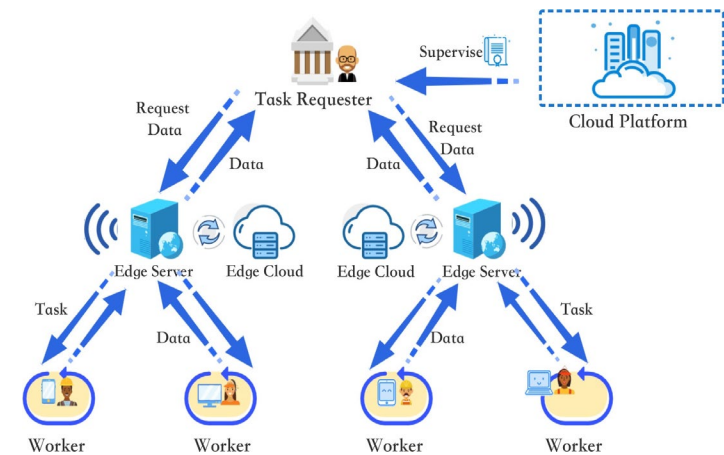 Supervise
Task Requester
Cloud Platform
Request
Data
Data
Request
Data
Data
Edge Server
Edge Cloud
Edge Cloud
Edge Server
Task
Data
Data
Task
Worker
Worker
Worker
Worker